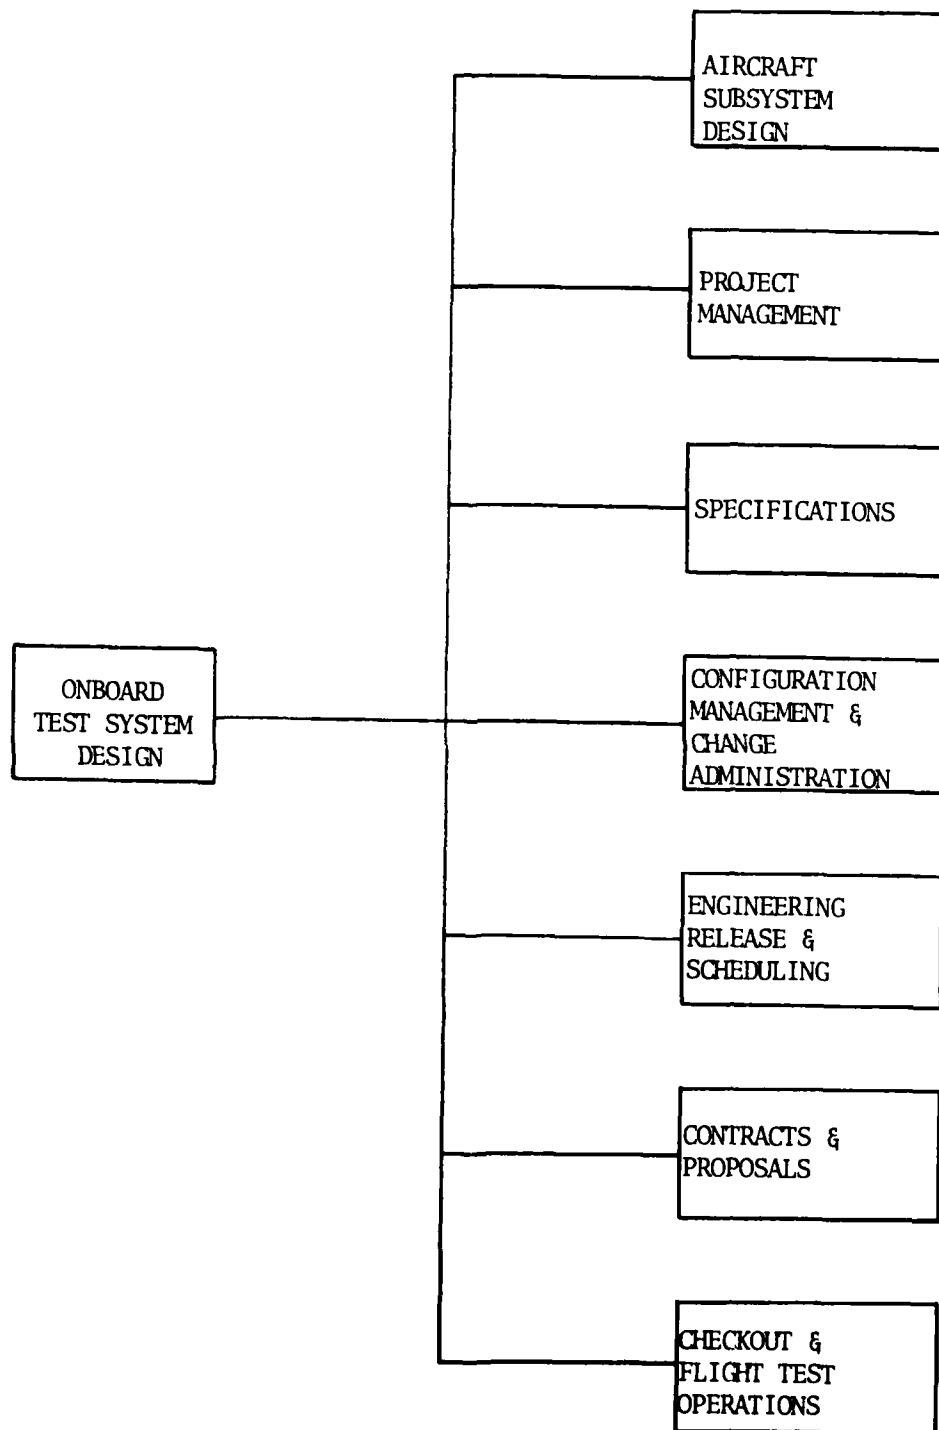 AIRCRAFT
SUBSYSTEM
DESIGN
PROJECT
MANAGEMENT
SPECIFICATIONS
ONBOARD
TEST SYSTEM
DESIGN
CONFIGURATION
MANAGEMENT &
CHANGE
ADMINISTRATION
ENGINEERING
RELEASE &
SCHEDULING
CONTRACTS &
PROPOSALS
CHECKOUT &
FLIGHT TEST
OPERATIONS